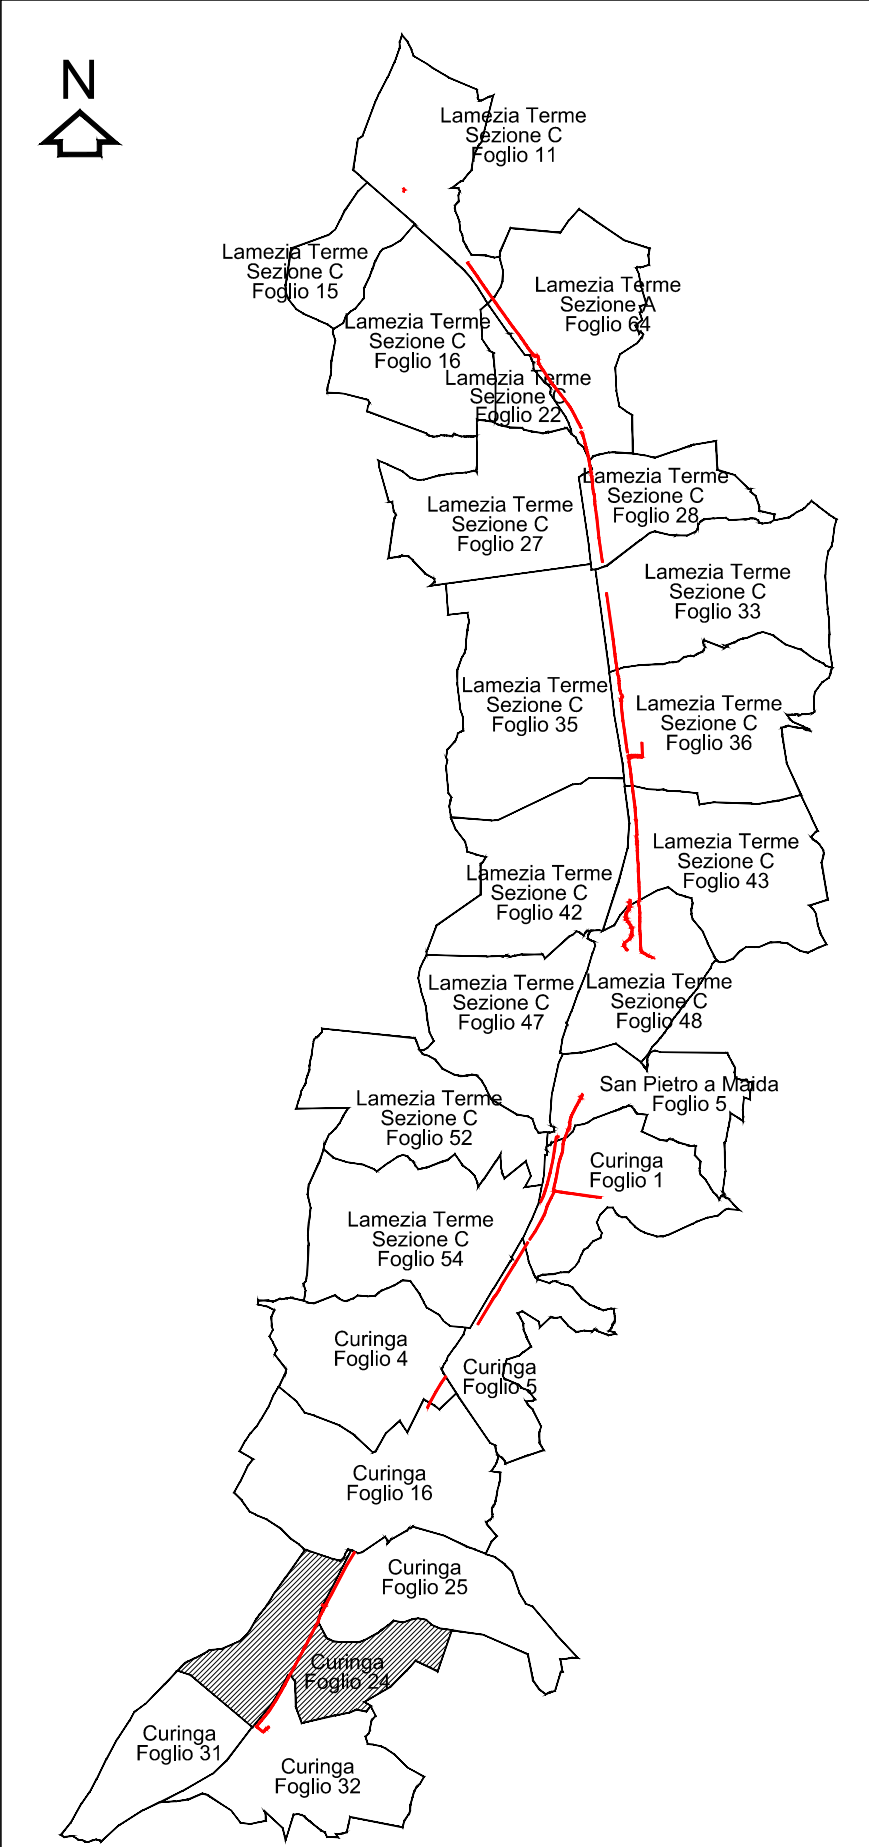 N
Lamezia Terme
Sezione C
Foglio 11
Lamezia Terme
Sezione C
Foglio 15
Lamezia Terme
Sezione A
Foglio 64
Lamezia Terme
Sezione C
Foglio 16
Lamezia Terme
Sezione C
Foglio 22
Lamezia Terme
Sezione C
Foglio 28
Lamezia Terme
Sezione C
Foglio 27
Lamezia Terme
Sezione C
Foglio 33
Lamezia Terme
Sezione C
Foglio 35
Lamezia Terme
Sezione C
Foglio 36
Lamezia Terme
Sezione C
Foglio 43
Lamezia Terme
Sezione C
Foglio 42
Lamezia Terme
Sezione C
Foglio 47
Lamezia Terme
Sezione C
Foglio 48
San Pietro a Maida
Foglio 5
Lamezia Terme
Sezione C
Foglio 52
Curinga
Foglio 1
Lamezia Terme
Sezione C
Foglio 54
Curinga
Foglio 4
Curinga
Foglio 5
Curinga
Foglio 16
Curinga
Foglio 25
Curinga
Foglio 24
Curinga
Foglio 31
Curinga
Foglio 32